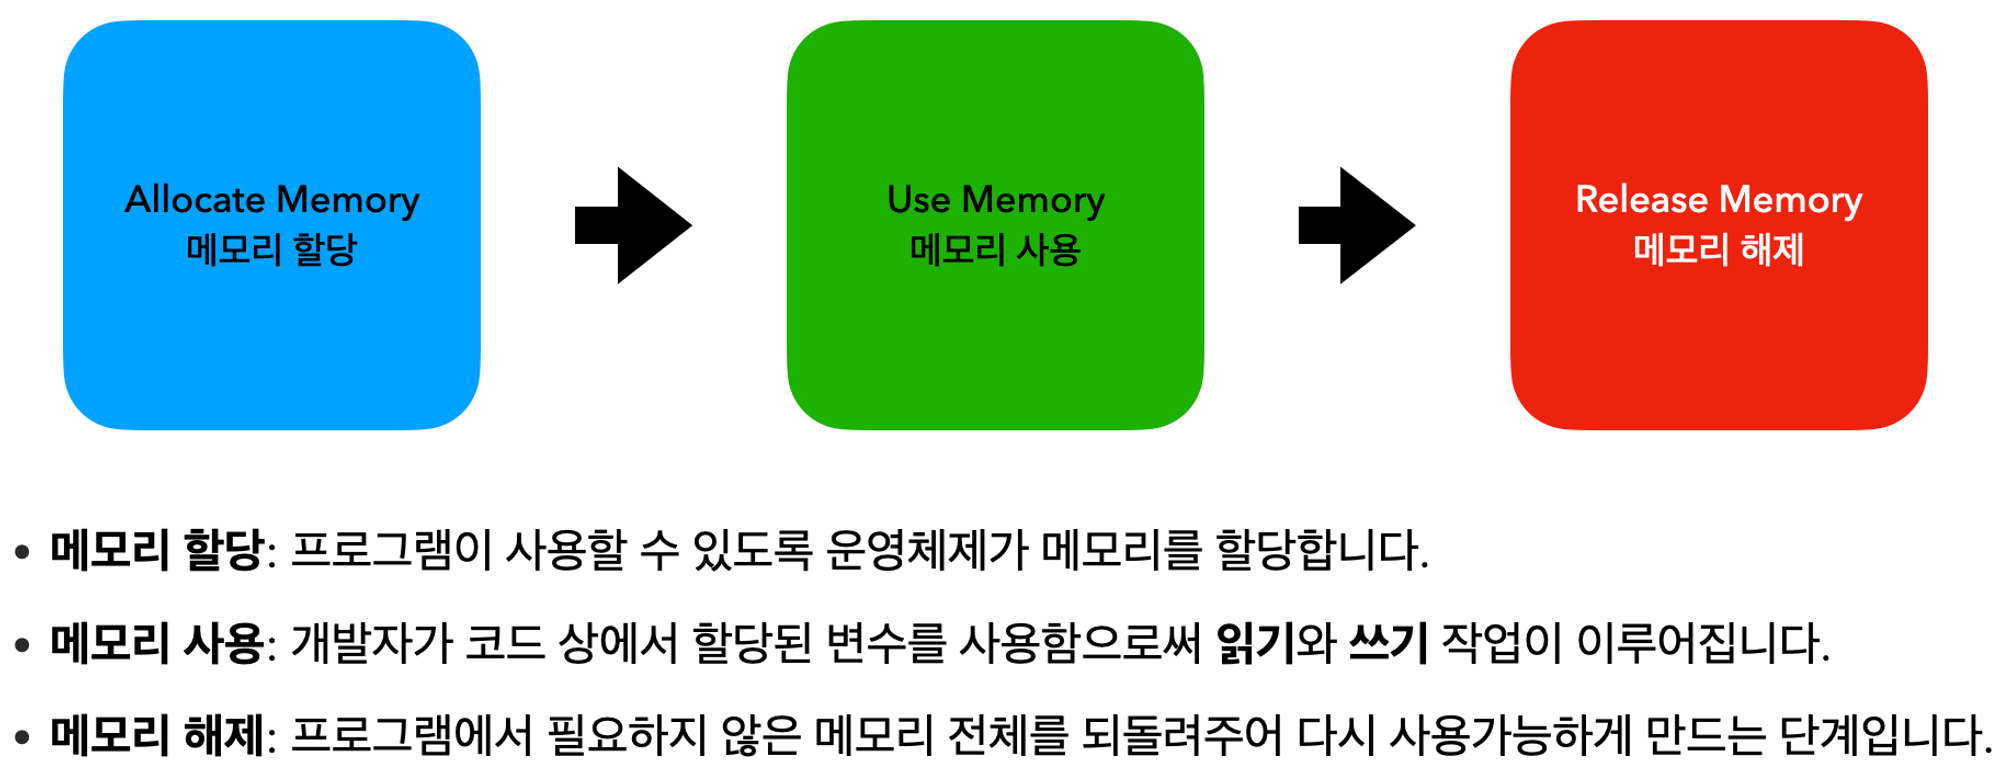 Allocate Memory
메모리 할당
Use Memory
메모리 사용
Release Memory
메모리 해제
• 메모리 할당: 프로그램이 사용할 수 있도록 운영체제가 메모리를 할당합니다.
• 메모리 사용: 개발자가 코드 상에서 할당된 변수를 사용함으로써 읽기와 쓰기 작업이 이루어집니다.
• 메모리 해제: 프로그램에서 필요하지 않은 메모리 전체를 되돌려주어 다시 사용가능하게 만드는 단계입니다.